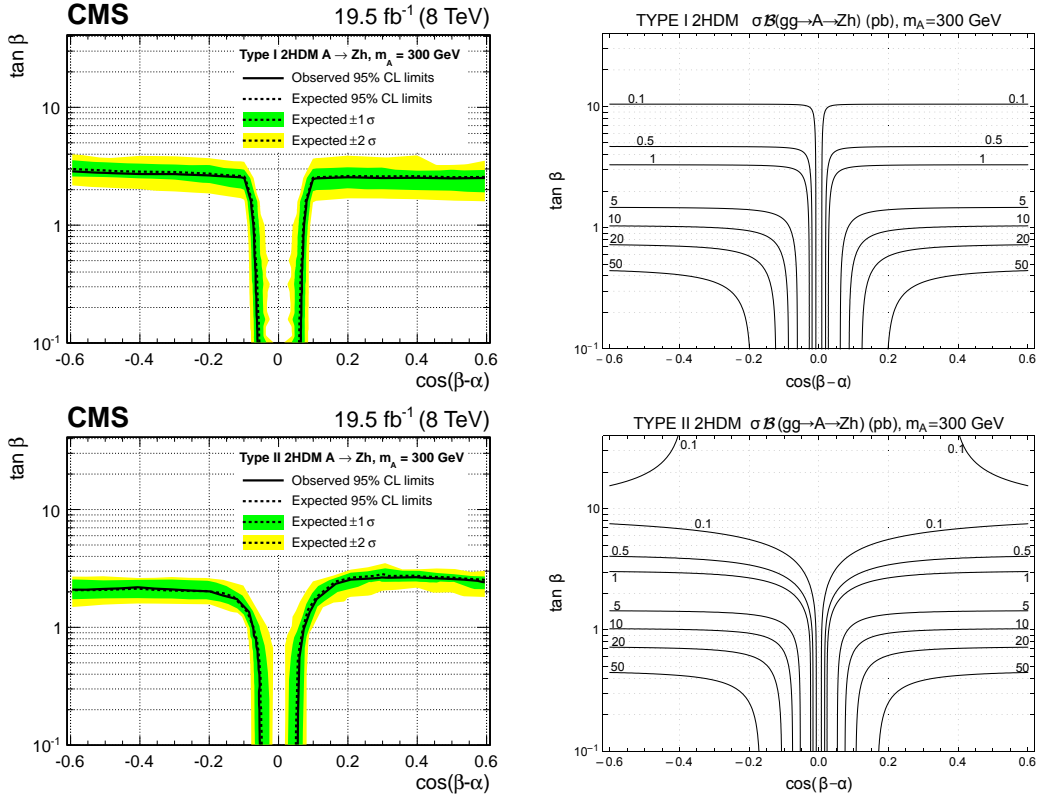 CMS 19.5 fb⁻¹ (8 TeV)
tan β
Type I 2HDM A → Zh, m_A = 300 GeV
Observed 95% CL limits
Expected 95% CL limits
Expected ±1 σ
Expected ±2 σ
10
1
10⁻¹
-0.6 -0.4 -0.2 0 0.2 0.4 0.6
cos(β-α)
TYPE I 2HDM σB(gg→A→Zh) (pb), m_A=300 GeV
tan β
10
1
10⁻¹
0.1 0.1
0.5 0.5
1 1
5 5
10 10
20 20
50 50
−0.6 −0.4 −0.2 0.0 0.2 0.4 0.6
cos(β−α)
CMS 19.5 fb⁻¹ (8 TeV)
tan β
Type II 2HDM A → Zh, m_A = 300 GeV
Observed 95% CL limits
Expected 95% CL limits
Expected ±1 σ
Expected ±2 σ
10
1
10⁻¹
-0.6 -0.4 -0.2 0 0.2 0.4 0.6
cos(β-α)
TYPE II 2HDM σB(gg→A→Zh) (pb), m_A=300 GeV
tan β
10
1
10⁻¹
0.1 0.1
0.1 0.1
0.5 0.5
1 1
5 5
10 10
20 20
50 50
−0.6 −0.4 −0.2 0.0 0.2 0.4 0.6
cos(β−α)